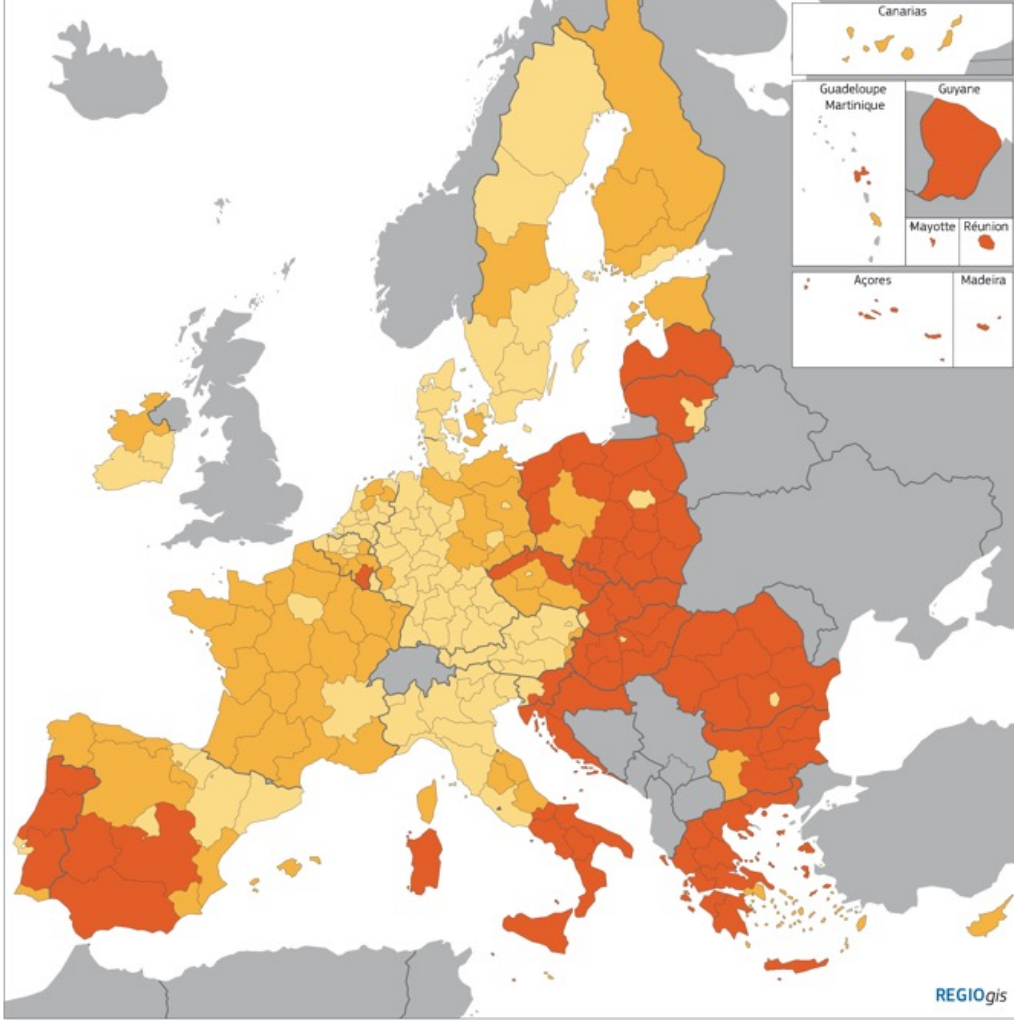 Canarias
Guadeloupe
Martinique
Guyane
Mayotte
Réunion
Açores
Madeira
REGIOgis